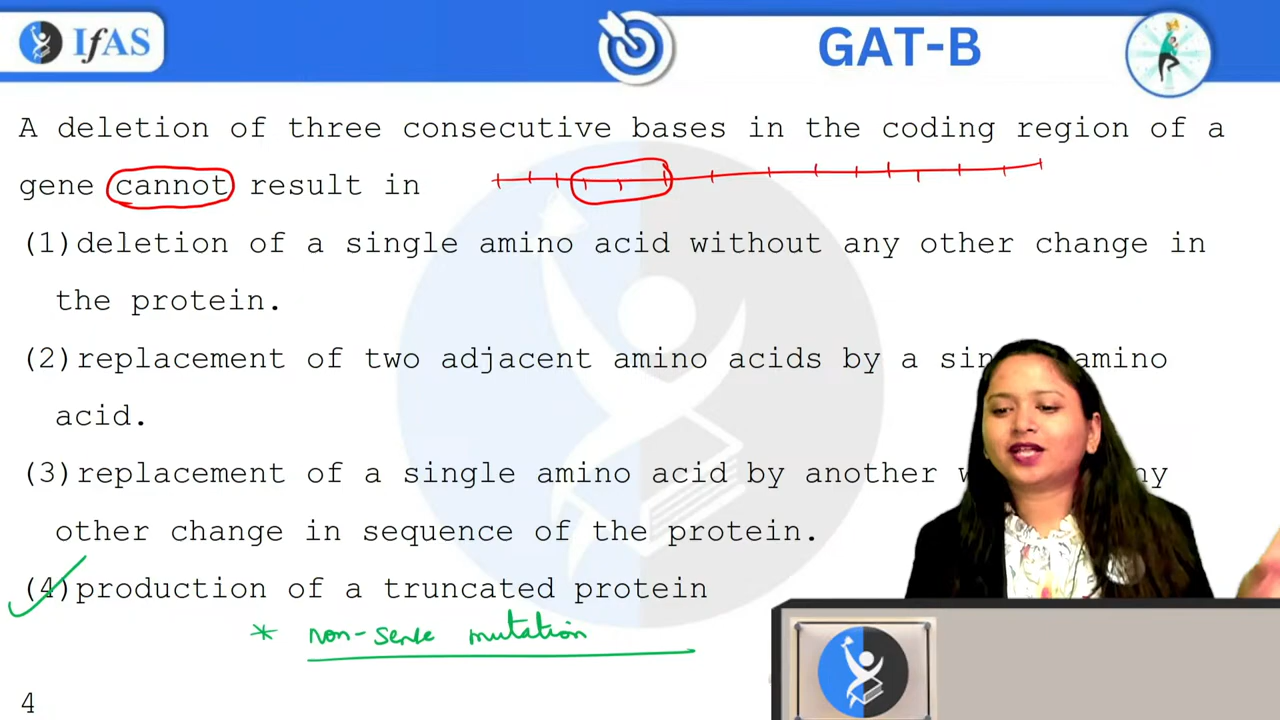 IfAS
GAT-B
A deletion of three consecutive bases in the coding region of a
gene cannot result in
(1)deletion of a single amino acid without any other change in
the protein.
(2)replacement of two adjacent amino acids by a amino
acid.
(3)replacement of a single amino acid by another
other change in sequence of the protein.
(4)production of a truncated protein
* non-sense mutation
4